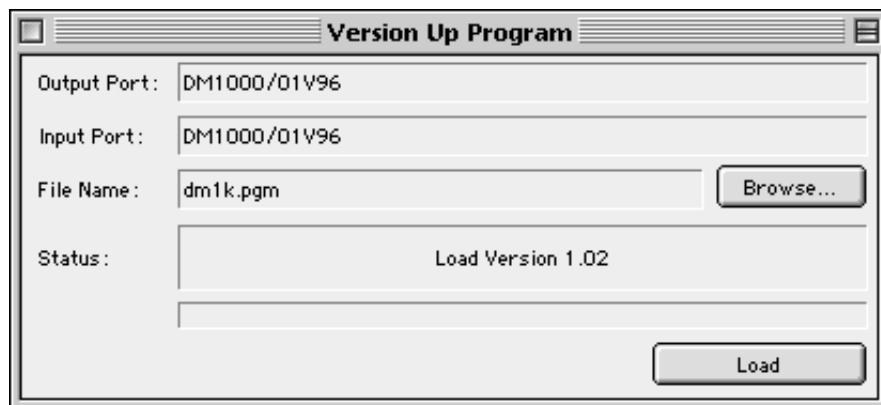 Version Up Program
Output Port: DM1000/01V96
Input Port: DM1000/01V96
File Name: dm1k.pgm Browse...
Status: Load Version 1.02
Load